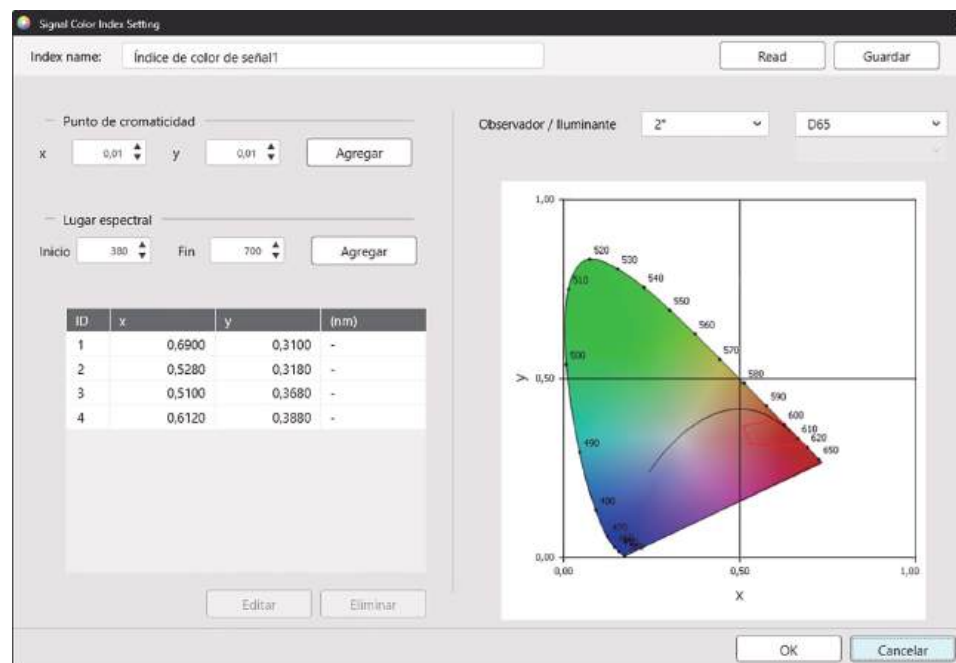 Signal Color Index Setting
Index name: Índice de color de señal1 Read Guardar
Punto de cromaticidad
x 0,01 y 0,01 Agregar
Observador / Iluminante 2° D65
Lugar espectral
Inicio 380 Fin 700 Agregar
ID x y (nm)
1 0,6900 0,3100 -
2 0,5280 0,3180 -
3 0,5100 0,3680 -
4 0,6120 0,3880 -
Editar Eliminar
1,00
520
530
510
540
550
560
570
500
580
y 0,50
590
600
610
620
490
650
480
470
0,00
0,00 0,50 1,00
x
OK Cancelar